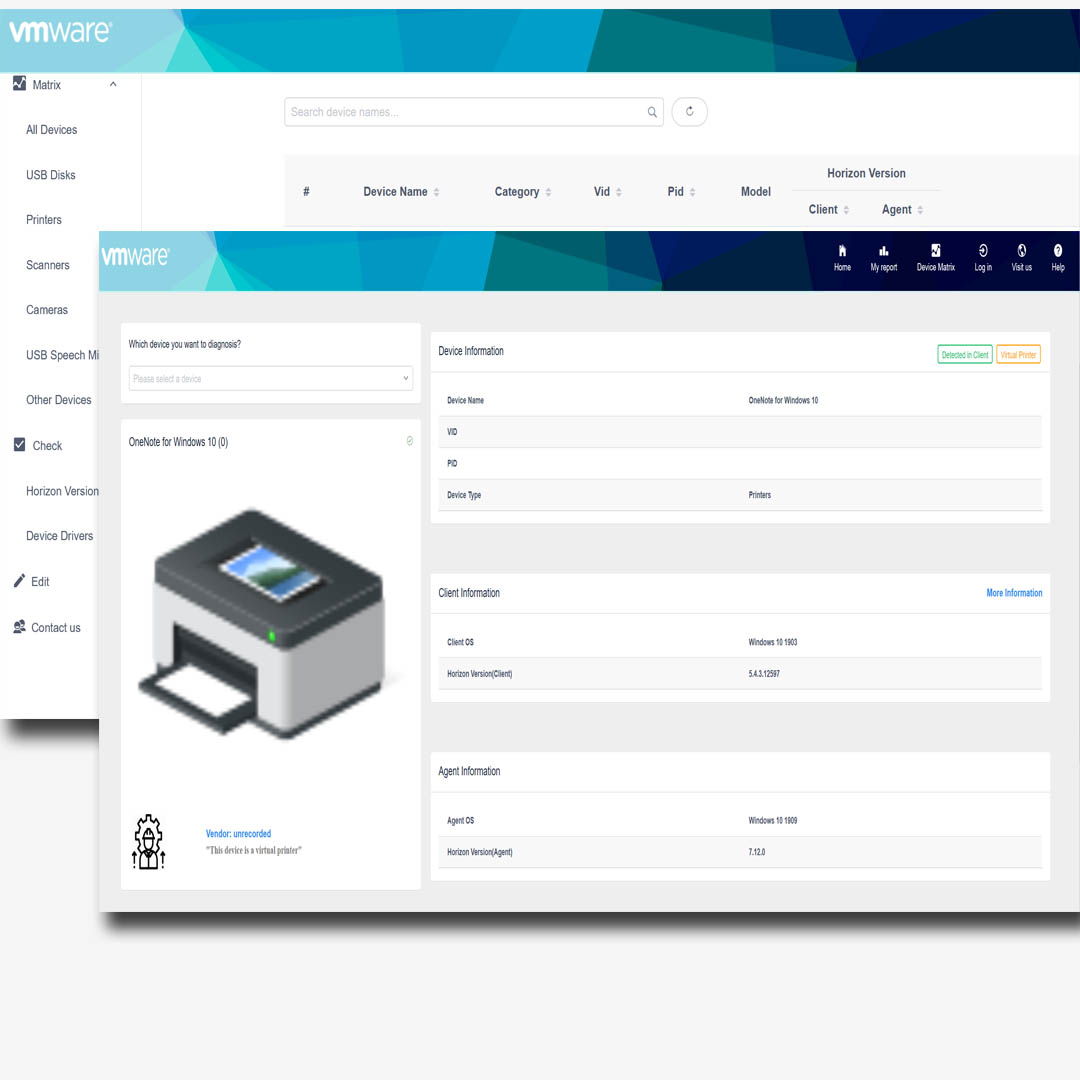 vmware®
Matrix
All Devices
USB Disks
Printers
Scanners
Cameras
USB Speech Mi
Other Devices
Check
Horizon Version
Device Drivers
Edit
Contact us
Search device names...
# Device Name Category Vid Pid Model Horizon Version
Client Agent
vmware®
Home My report Device Matrix Log in Visit us Help
Which device you want to diagnosis?
Please select a device
OneNote for Windows 10 (0)
Vendor: unrecorded
"This device is a virtual printer"
Device Information Detected in Client Virtual Printer
Device Name OneNote for Windows 10
VID
PID
Device Type Printers
Client Information More Information
Client OS Windows 10 1903
Horizon Version(Client) 5.4.3.12597
Agent Information
Agent OS Windows 10 1909
Horizon Version(Agent) 7.12.0